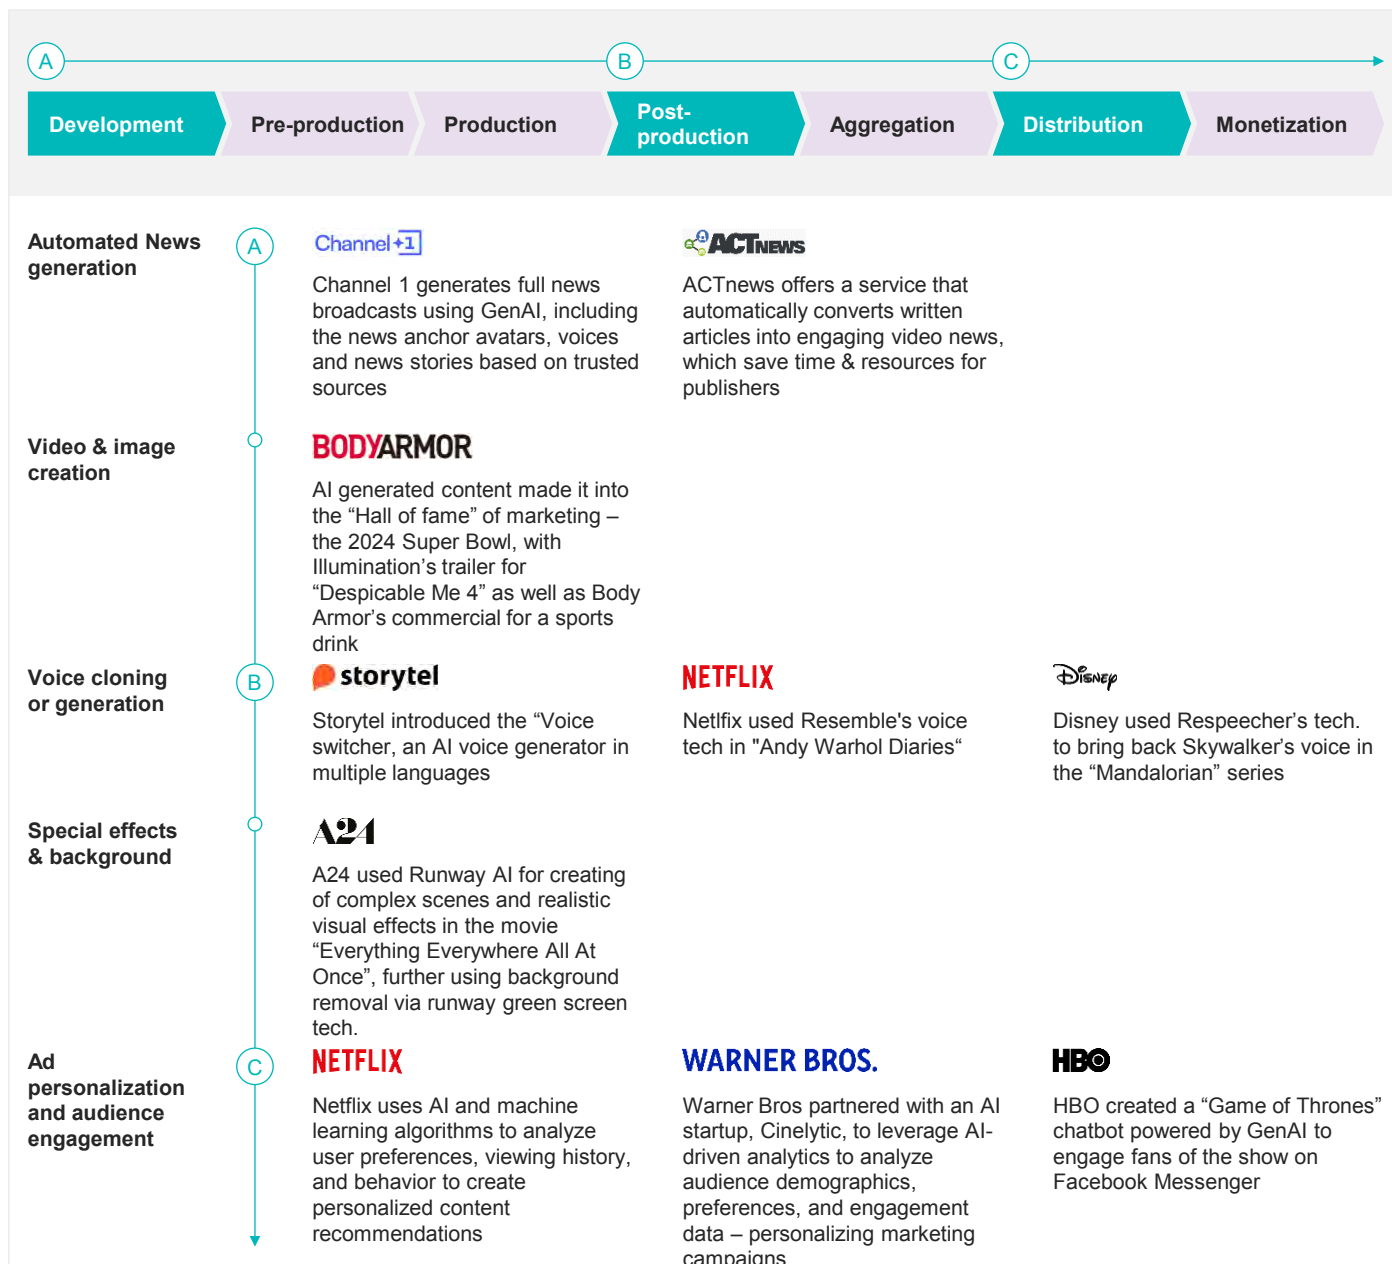 A
B
C
Development
Pre-production
Production
Post-
production
Aggregation
Distribution
Monetization
Automated News
generation
A
Channel+1
Channel 1 generates full news
broadcasts using GenAI, including
the news anchor avatars, voices
and news stories based on trusted
sources
ACTNEWS
ACTnews offers a service that
automatically converts written
articles into engaging video news,
which save time & resources for
publishers
Video & image
creation
BODYARMOR
AI generated content made it into
the “Hall of fame” of marketing –
the 2024 Super Bowl, with
Illumination’s trailer for
“Despicable Me 4” as well as Body
Armor’s commercial for a sports
drink
Voice cloning
or generation
B
storytel
Storytel introduced the “Voice
switcher, an AI voice generator in
multiple languages
NETFLIX
Netlfix used Resemble's voice
tech in "Andy Warhol Diaries“
DISNEY
Disney used Respeecher’s tech.
to bring back Skywalker’s voice in
the “Mandalorian” series
Special effects
& background
A24
A24 used Runway AI for creating
of complex scenes and realistic
visual effects in the movie
“Everything Everywhere All At
Once”, further using background
removal via runway green screen
tech.
Ad
personalization
and audience
engagement
C
NETFLIX
Netflix uses AI and machine
learning algorithms to analyze
user preferences, viewing history,
and behavior to create
personalized content
recommendations
WARNER BROS.
Warner Bros partnered with an AI
startup, Cinelytic, to leverage AI-
driven analytics to analyze
audience demographics,
preferences, and engagement
data – personalizing marketing
campaigns
HBO
HBO created a “Game of Thrones”
chatbot powered by GenAI to
engage fans of the show on
Facebook Messenger